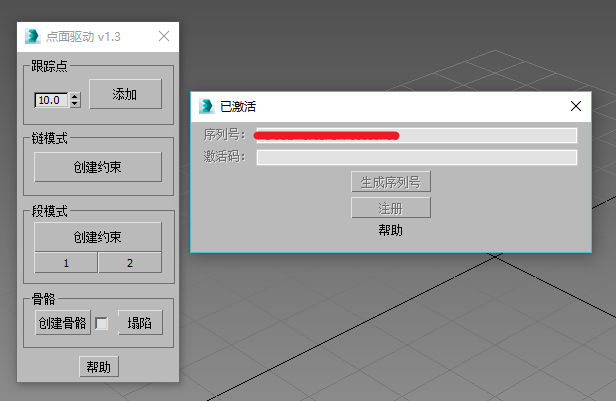 点面驱动 v1.3
跟踪点
10.0
添加
链模式
创建约束
段模式
创建约束
1
2
骨骼
创建骨骼
塌陷
帮助
已激活
序列号:
激活码:
生成序列号
注册
帮助